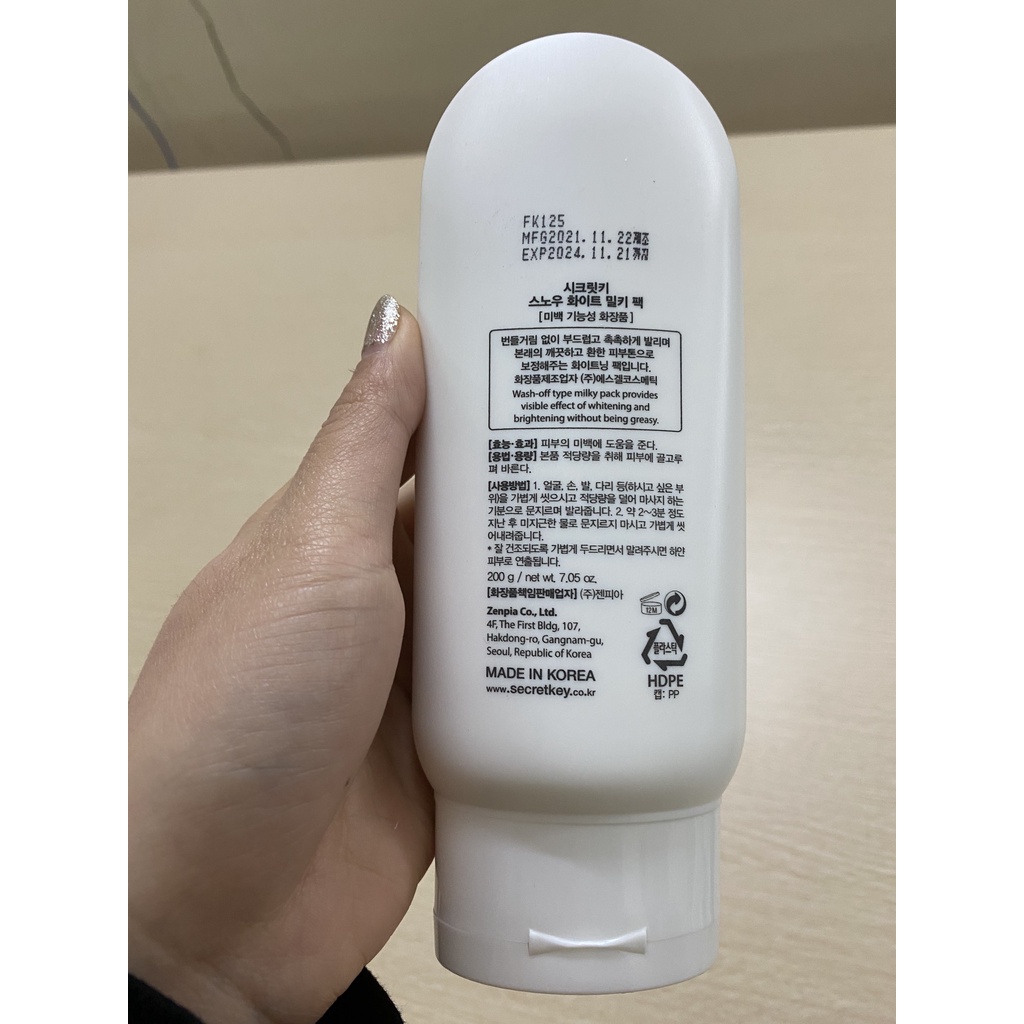 FK125
MFG2021. 11. 22제조
EXP2024. 11. 21까지
시크릿키
스노우 화이트 밀키 팩
[미백 기능성 화장품]
번들거림 없이 부드럽고 촉촉하게 발리며
본래의 깨끗하고 환한 피부톤으로
보정해주는 화이트닝 팩입니다.
화장품제조업자 (주)에스겔코스메틱
Wash-off type milky pack provides
visible effect of whitening and
brightening without being greasy.
[효능·효과] 피부의 미백에 도움을 준다.
[용법·용량] 본품 적당량을 취해 피부에 골고루
펴 바른다.
[사용방법] 1. 얼굴, 손, 발, 다리 등(하시고 싶은 부
위)을 가볍게 씻으시고 적당량을 덜어 마사지 하는
기분으로 문지르며 발라줍니다. 2. 약 2~3분 정도
지난 후 미지근한 물로 문지르지 마시고 가볍게 씻
어내려줍니다.
* 잘 건조되도록 가볍게 두드리면서 말려주시면 하얀
피부로 연출됩니다.
200 g / net wt. 7.05 oz.
[화장품책임판매업자] (주)젠피아
Zenpia Co., Ltd.
4F, The First Bldg, 107,
Hakdong-ro, Gangnam-gu,
Seoul, Republic of Korea
MADE IN KOREA
www.secretkey.co.kr
12M
플라스틱
HDPE
캡: PP